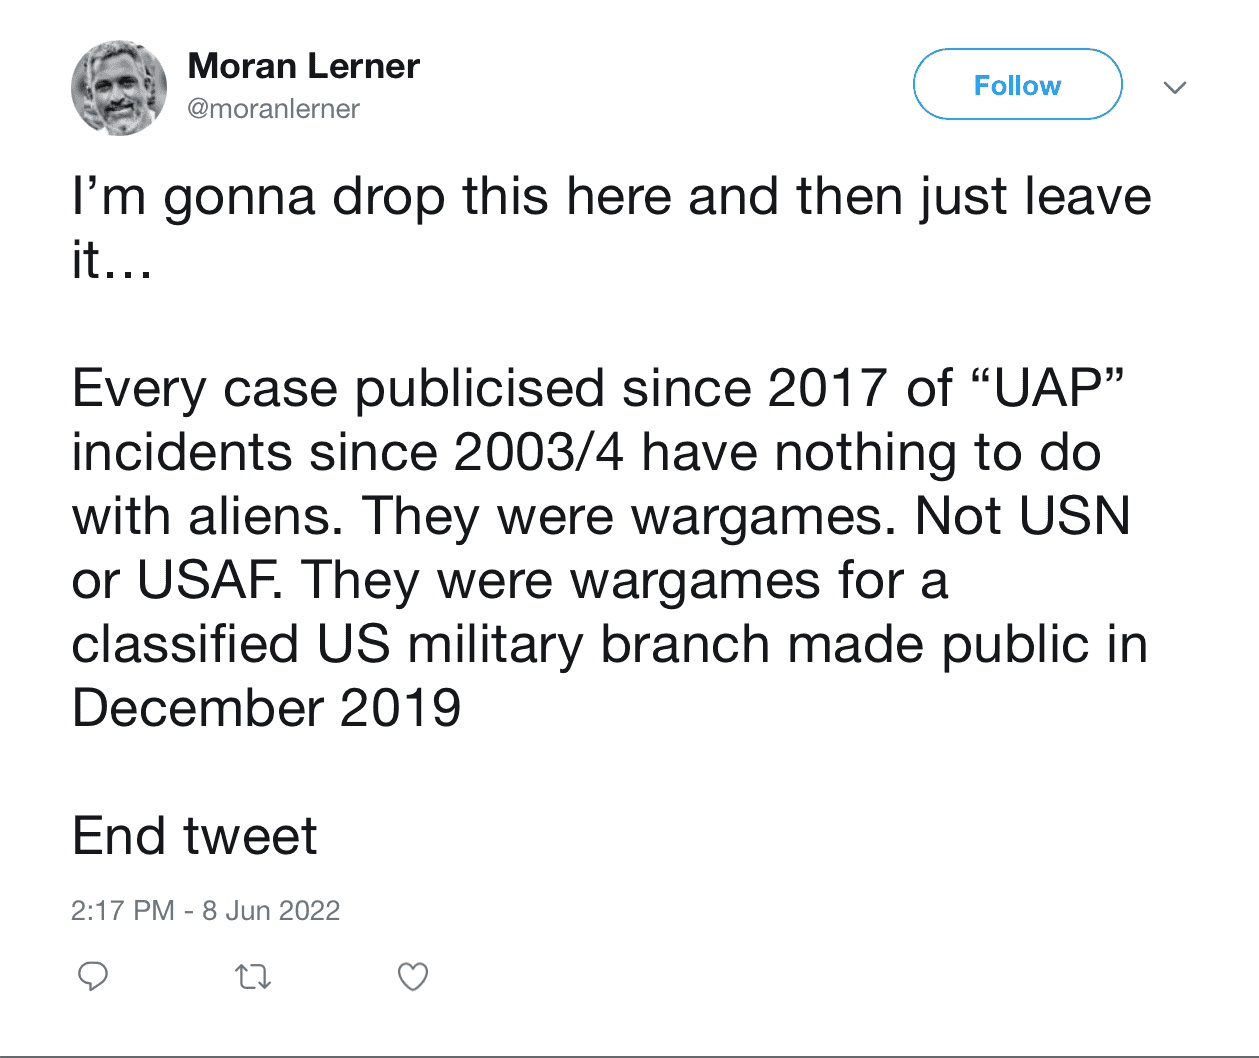 Moran Lerner
@moranlerner
Follow
I’m gonna drop this here and then just leave
it…
Every case publicised since 2017 of “UAP”
incidents since 2003/4 have nothing to do
with aliens. They were wargames. Not USN
or USAF. They were wargames for a
classified US military branch made public in
December 2019
End tweet
2:17 PM - 8 Jun 2022